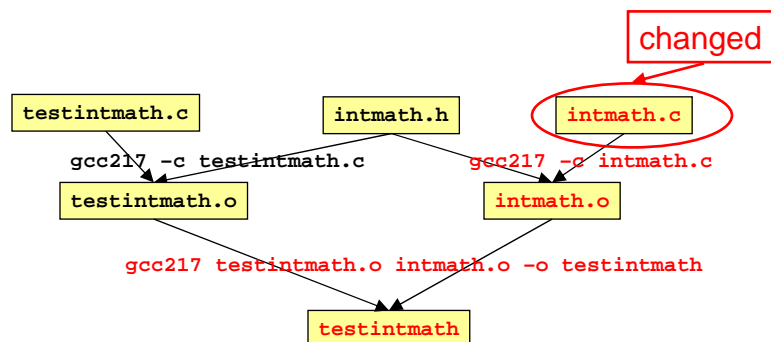 changed
testintmath.c
intmath.h
intmath.c
gcc217 –c testintmath.c
gcc217 –c intmath.c
testintmath.o
intmath.o
gcc217 testintmath.o intmath.o –o testintmath
testintmath